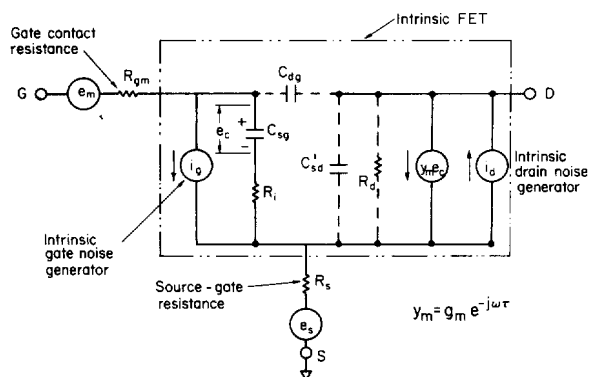 Gate contact
resistance
Intrinsic FET
G
e_m
R_gm
C_dg
D
+
e_c
−
C_sg
i_g
R_i
C'_sd
R_d
y_m e_c
i_d
Intrinsic
drain noise
generator
Intrinsic
gate noise
generator
Source - gate
resistance
R_s
e_s
S
y_m = g_m e^{-jωτ}